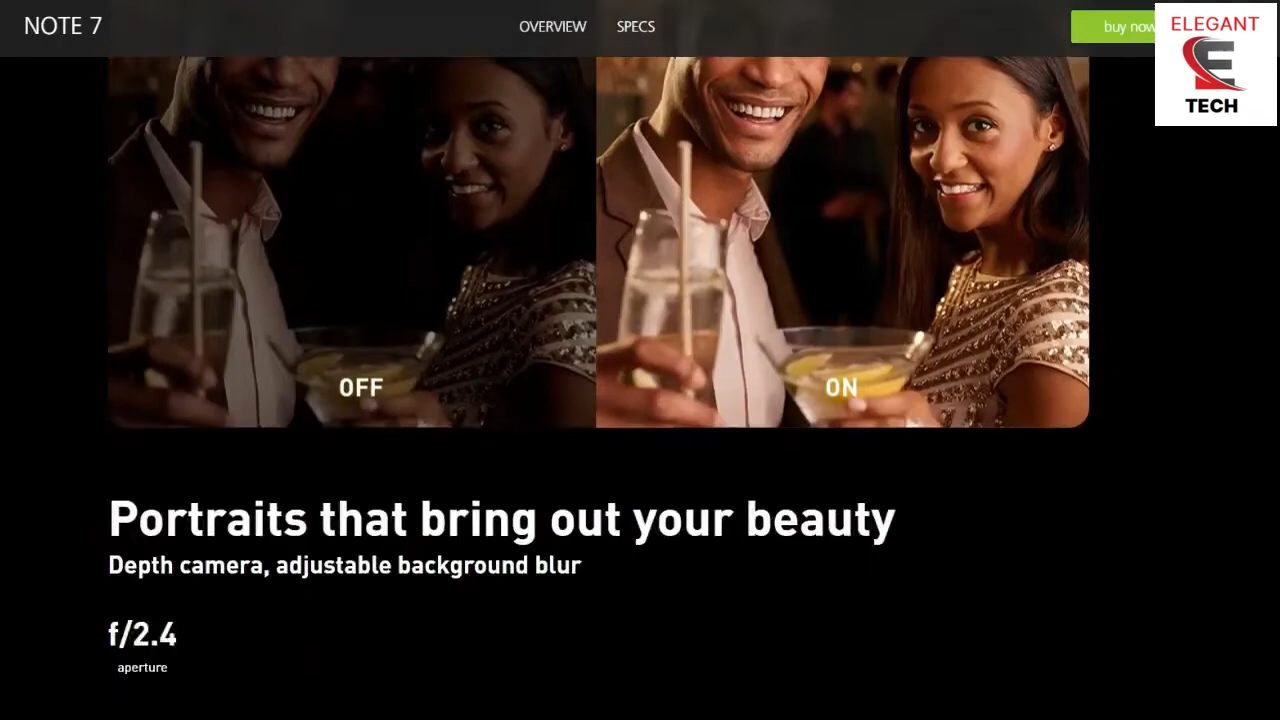 NOTE 7
OVERVIEW
SPECS
buy now
ELEGANT
E
TECH
OFF
ON
Portraits that bring out your beauty
Depth camera, adjustable background blur
f/2.4
aperture